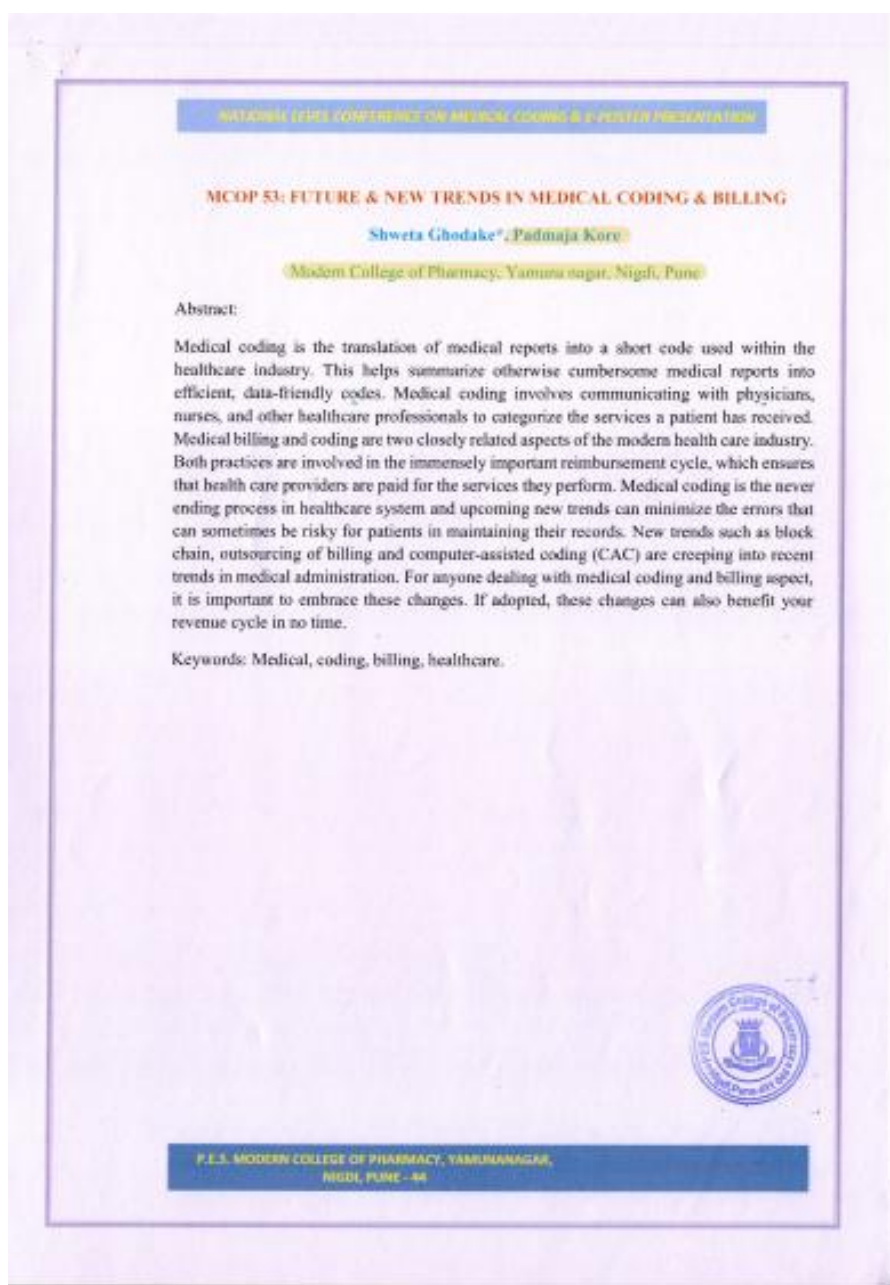 NATIONAL LEVEL CONFERENCE ON MEDICAL CODING & E-POSTER PRESENTATION
MCOP 53: FUTURE & NEW TRENDS IN MEDICAL CODING & BILLING
Shweta Ghodake*, Padmaja Kore
Modern College of Pharmacy, Yamuna nagar, Nigdi, Pune
Abstract:
Medical coding is the translation of medical reports into a short code used within the
healthcare industry. This helps summarize otherwise cumbersome medical reports into
efficient, data-friendly codes. Medical coding involves communicating with physicians,
nurses, and other healthcare professionals to categorize the services a patient has received.
Medical billing and coding are two closely related aspects of the modern health care industry.
Both practices are involved in the immensely important reimbursement cycle, which ensures
that health care providers are paid for the services they perform. Medical coding is the never
ending process in healthcare system and upcoming new trends can minimize the errors that
can sometimes be risky for patients in maintaining their records. New trends such as block
chain, outsourcing of billing and computer-assisted coding (CAC) are creeping into recent
trends in medical administration. For anyone dealing with medical coding and billing aspect,
it is important to embrace these changes. If adopted, these changes can also benefit your
revenue cycle in no time.
Keywords: Medical, coding, billing, healthcare.
P.E.S. Modern College of Pharmacy
Nigdi, Pune
P.E.S. MODERN COLLEGE OF PHARMACY, YAMUNANAGAR,
NIGDI, PUNE - 44